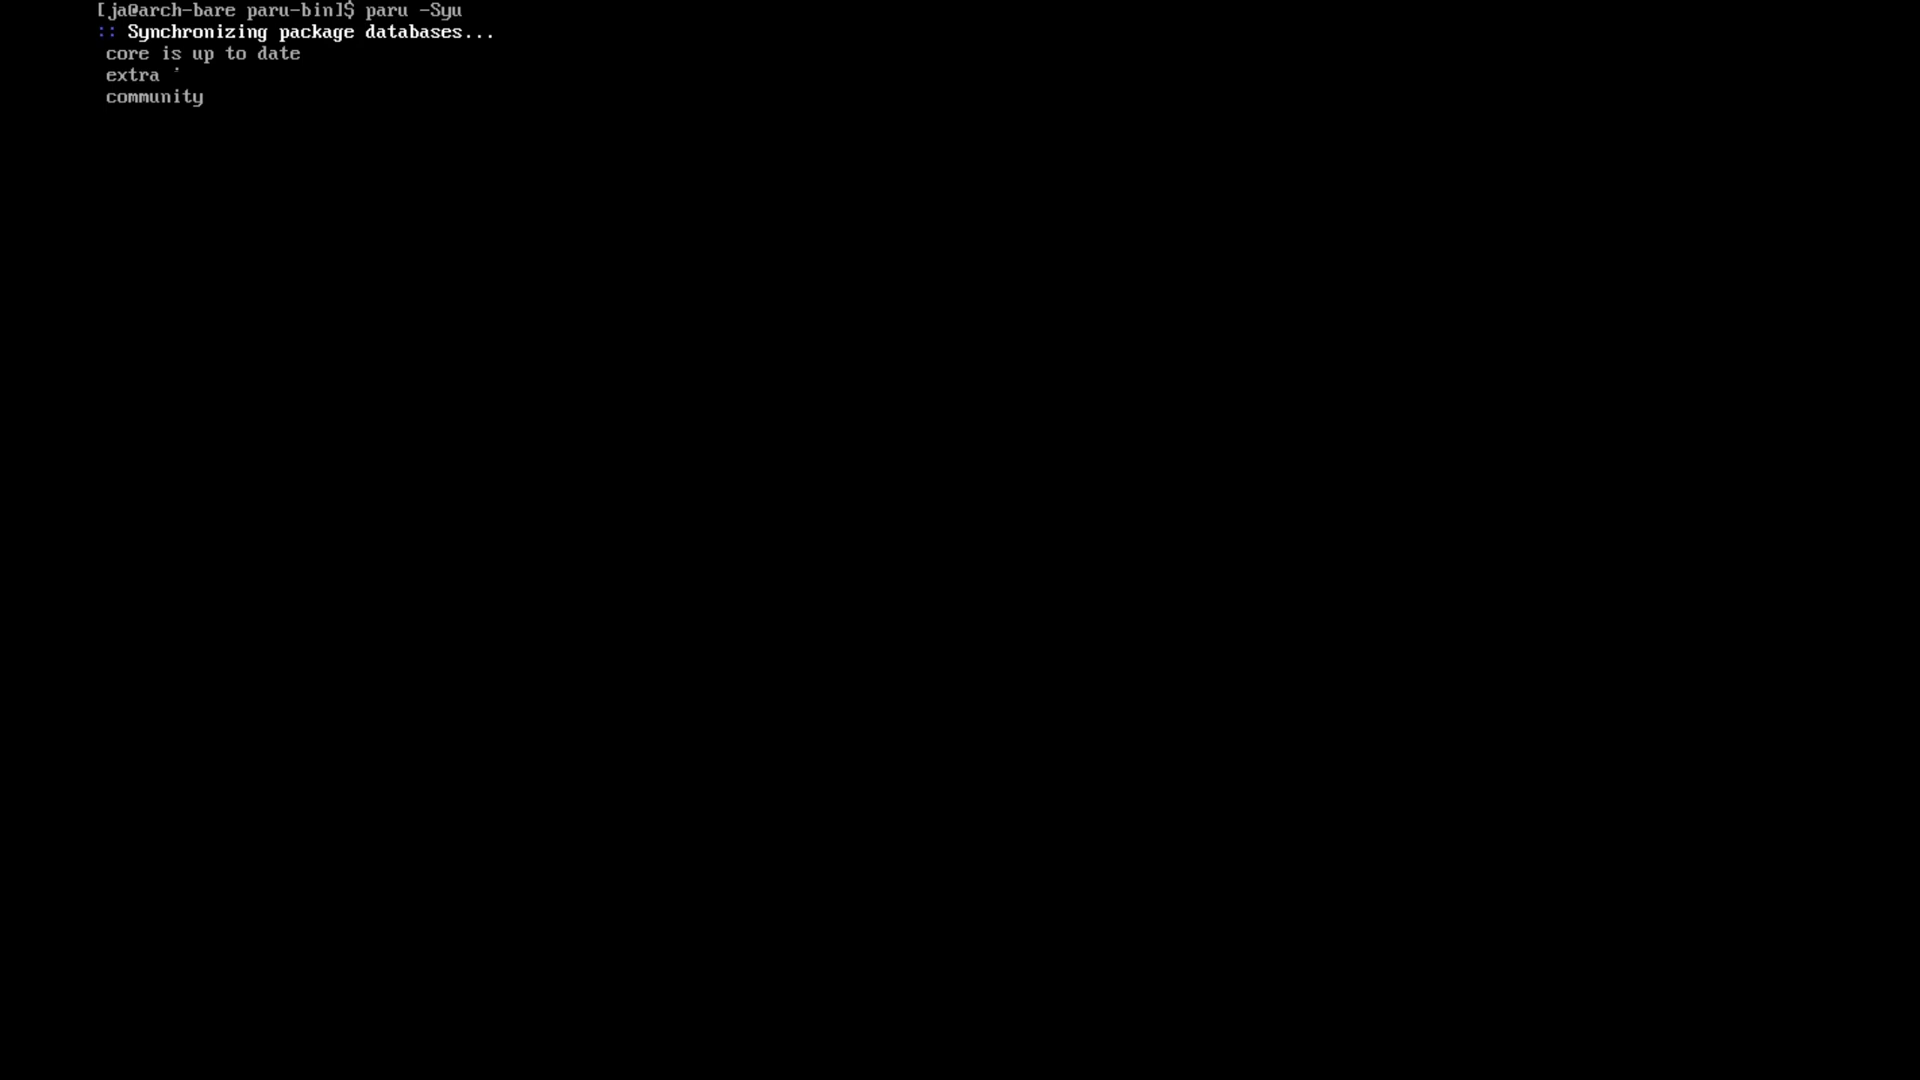 [ja@arch-bare paru-bin]$ paru -Syu
:: Synchronizing package databases...
core is up to date
extra
community